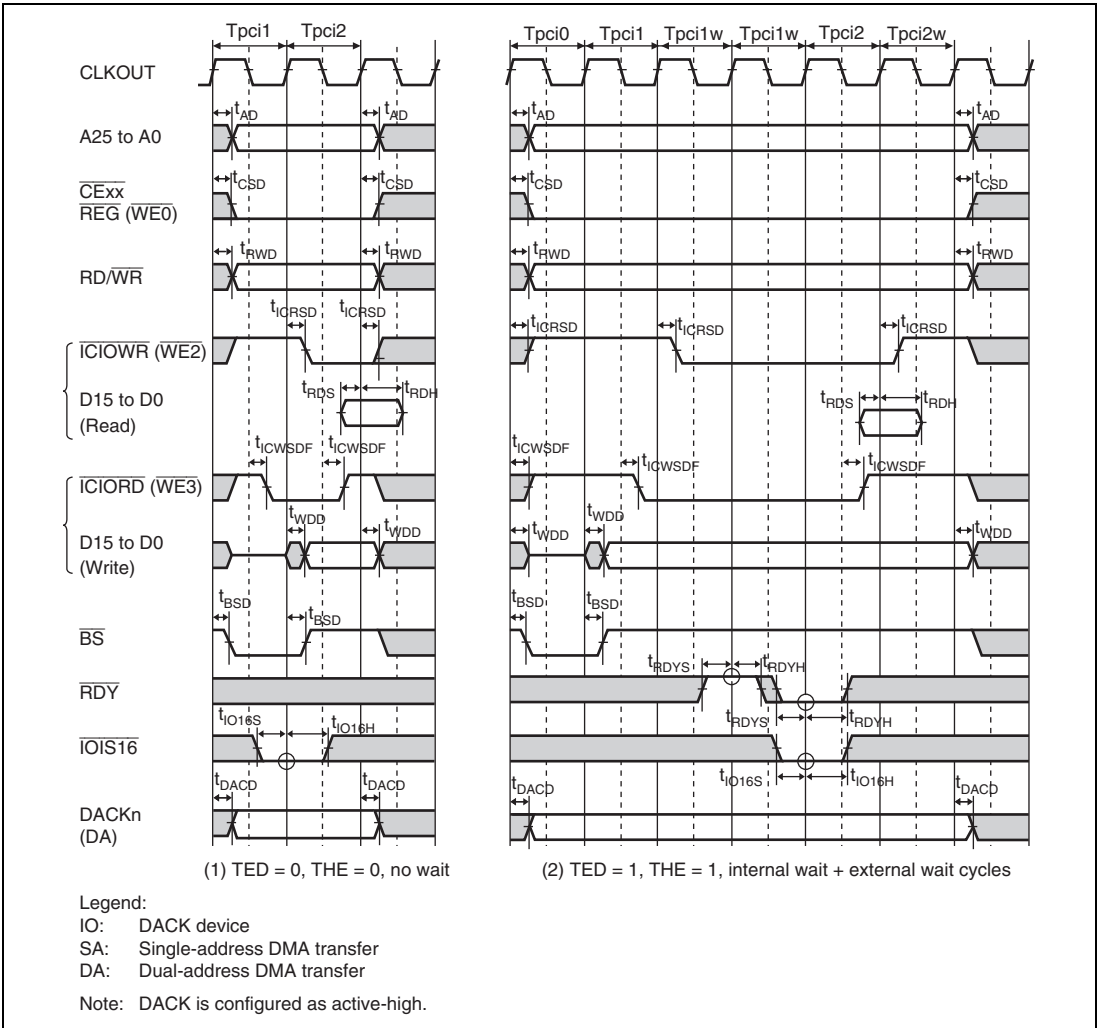 Tpci1 Tpci2 Tpci0 Tpci1 Tpci1w Tpci1w Tpci2 Tpci2w
CLKOUT
tAD tAD tAD tAD
A25 to A0
tCSD tCSD tCSD tCSD
CExx
REG (WE0)
tRWD tRWD tRWD tRWD
RD/WR
tICRSD tICRSD tICRSD tICRSD tICRSD
ICIOWR (WE2)
tRDS tRDH tRDS tRDH
D15 to D0
(Read)
tICWSDF tICWSDF tICWSDF tICWSDF tICWSDF
ICIORD (WE3)
tWDD tWDD tWDD tWDD tWDD
D15 to D0
(Write)
tBSD tBSD tBSD tBSD
BS
tRDYS tRDYH
RDY
tRDYS tRDYH
tIO16S tIO16H
IOIS16
tIO16S tIO16H
tDACD tDACD tDACD tDACD
DACKn
(DA)
(1) TED = 0, THE = 0, no wait
(2) TED = 1, THE = 1, internal wait + external wait cycles
Legend:
IO: DACK device
SA: Single-address DMA transfer
DA: Dual-address DMA transfer
Note: DACK is configured as active-high.